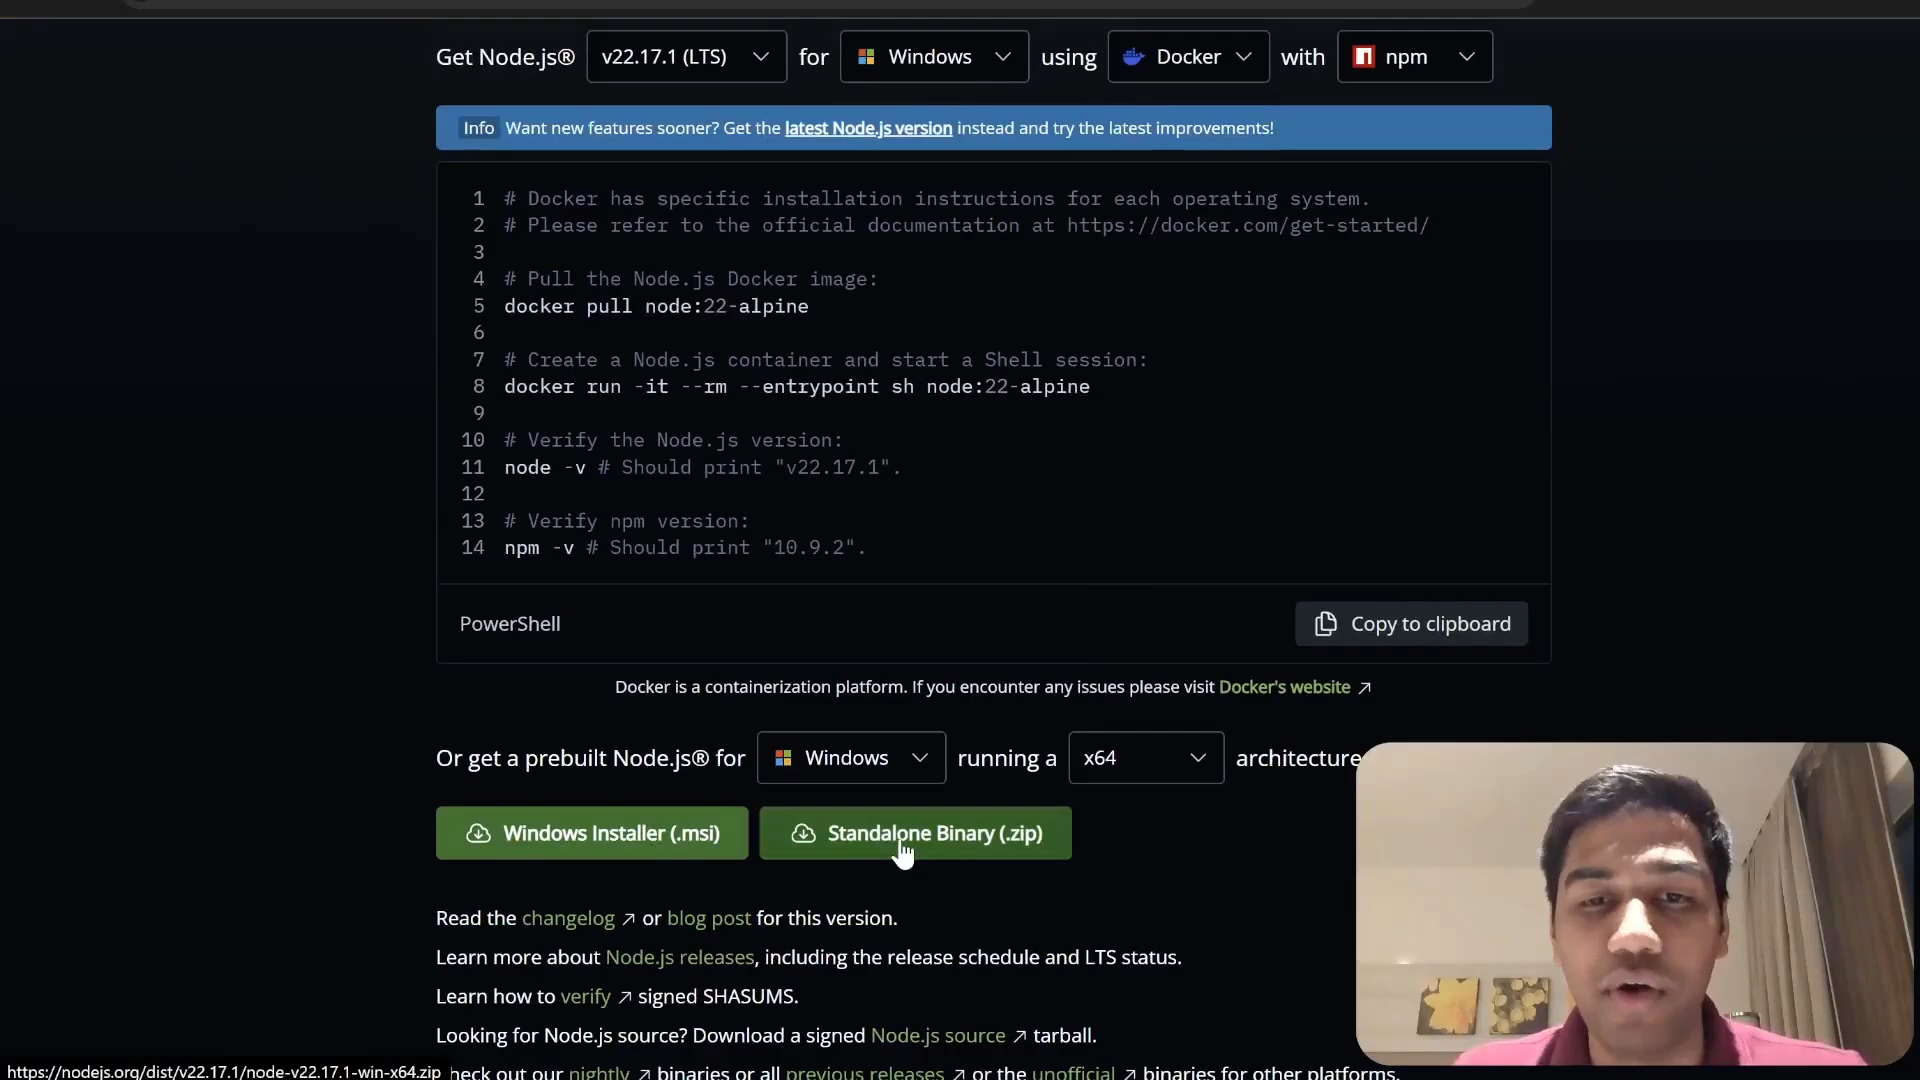 Get Node.js® v22.17.1 (LTS) for Windows using Docker with npm
Info Want new features sooner? Get the latest Node.js version instead and try the latest improvements!
1 # Docker has specific installation instructions for each operating system.
2 # Please refer to the official documentation at https://docker.com/get-started/
3
4 # Pull the Node.js Docker image:
5 docker pull node:22-alpine
6
7 # Create a Node.js container and start a Shell session:
8 docker run -it --rm --entrypoint sh node:22-alpine
9
10 # Verify the Node.js version:
11 node -v # Should print "v22.17.1".
12
13 # Verify npm version:
14 npm -v # Should print "10.9.2".
PowerShell Copy to clipboard
Docker is a containerization platform. If you encounter any issues please visit Docker's website
Or get a prebuilt Node.js® for Windows running a x64 architecture
Windows Installer (.msi) Standalone Binary (.zip)
Read the changelog or blog post for this version.
Learn more about Node.js releases, including the release schedule and LTS status.
Learn how to verify signed SHASUMS.
Looking for Node.js source? Download a signed Node.js source tarball.
https://nodejs.org/dist/v22.17.1/node-v22.17.1-win-x64.zip heck out our nightly binaries or all previous releases or the unofficial binaries for other platforms.